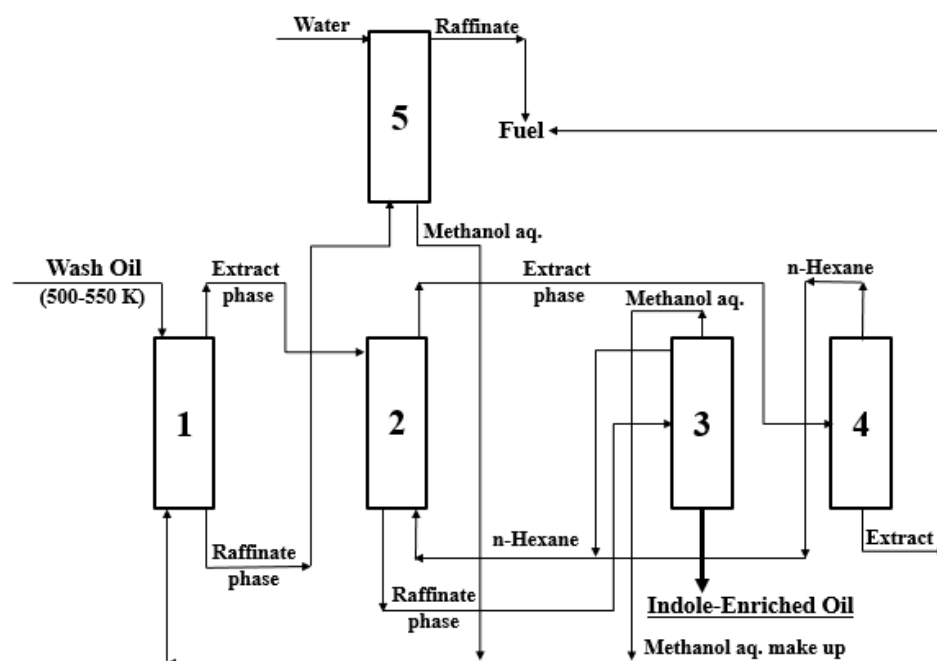 Water
Raffinate
5
Fuel
Methanol aq.
Wash Oil
(500-550 K)
Extract
phase
Extract
phase
n-Hexane
Methanol aq.
1
2
3
4
n-Hexane
Extract
Raffinate
phase
Raffinate
phase
Indole-Enriched Oil
Methanol aq. make up